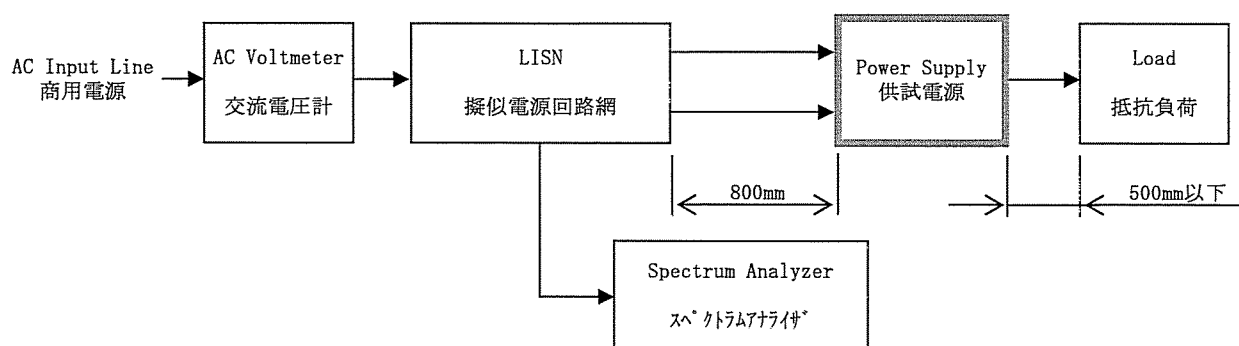 AC Input Line
商用電源
AC Voltmeter
交流電圧計
LISN
擬似電源回路網
Power Supply
供試電源
Load
抵抗負荷
800mm
500mm以下
Spectrum Analyzer
ｽﾍﾟｸﾄﾗﾑｱﾅﾗｲｻﾞ